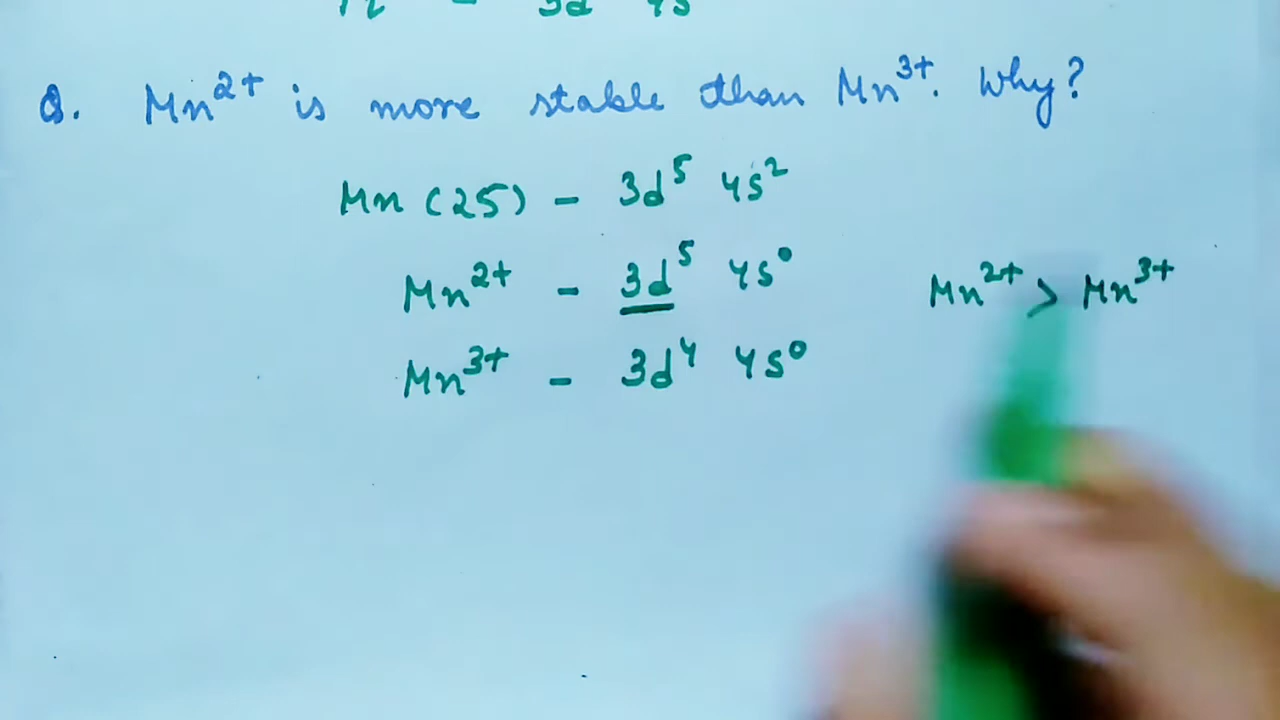 Q. Mn²⁺ is more stable than Mn³⁺. Why?
Mn (25) - 3d⁵ 4s²
Mn²⁺ - 3d⁵ 4s⁰
Mn²⁺ > Mn³⁺
Mn³⁺ - 3d⁴ 4s⁰